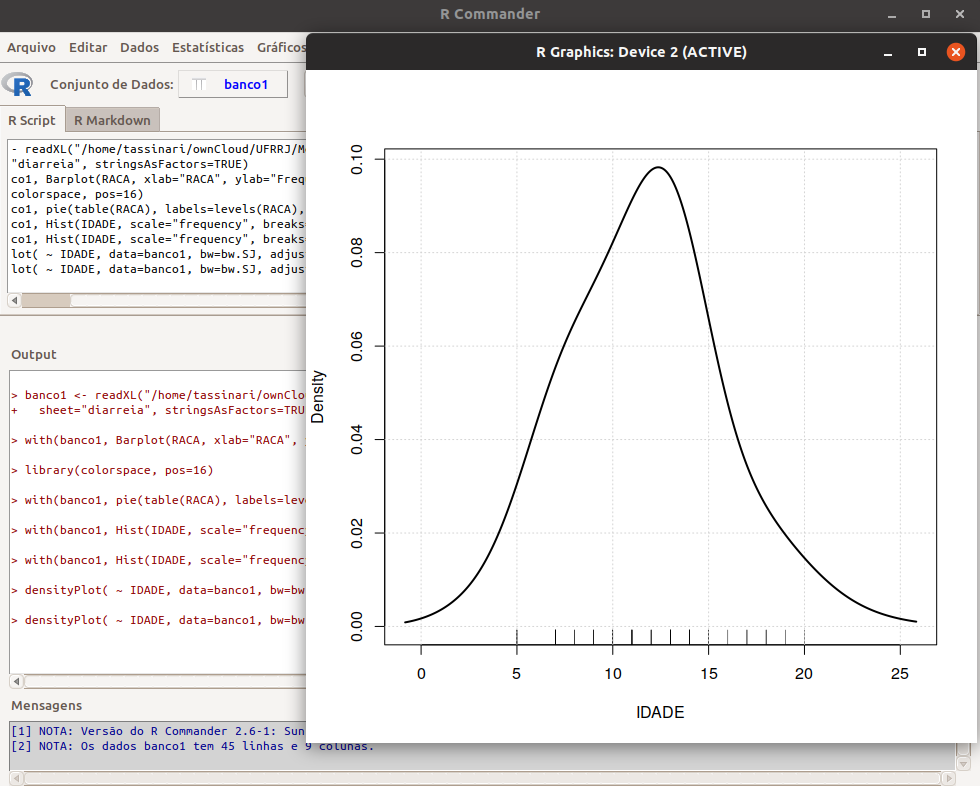 R Commander
Arquivo Editar Dados Estatísticas Gráficos
R Conjunto de Dados: banco1
R Script R Markdown
- readXL("/home/tassinari/ownCloud/UFRRJ/M
"diarreia", stringsAsFactors=TRUE)
co1, Barplot(RACA, xlab="RACA", ylab="Freq
colorspace, pos=16)
co1, pie(table(RACA), labels=levels(RACA),
co1, Hist(IDADE, scale="frequency", breaks
co1, Hist(IDADE, scale="frequency", breaks
lot( ~ IDADE, data=banco1, bw=bw.SJ, adjus
lot( ~ IDADE, data=banco1, bw=bw.SJ, adjus
Output
> banco1 <- readXL("/home/tassinari/ownClo
+ sheet="diarreia", stringsAsFactors=TRU
> with(banco1, Barplot(RACA, xlab="RACA",
> library(colorspace, pos=16)
> with(banco1, pie(table(RACA), labels=lev
> with(banco1, Hist(IDADE, scale="frequenc
> with(banco1, Hist(IDADE, scale="frequenc
> densityPlot( ~ IDADE, data=banco1, bw=bw
> densityPlot( ~ IDADE, data=banco1, bw=bw
Mensagens
[1] NOTA: Versão do R Commander 2.6-1: Sun
[2] NOTA: Os dados banco1 tem 45 linhas e 9 colunas.
R Graphics: Device 2 (ACTIVE)
Density
0.10
0.08
0.06
0.04
0.02
0.00
0 5 10 15 20 25
IDADE